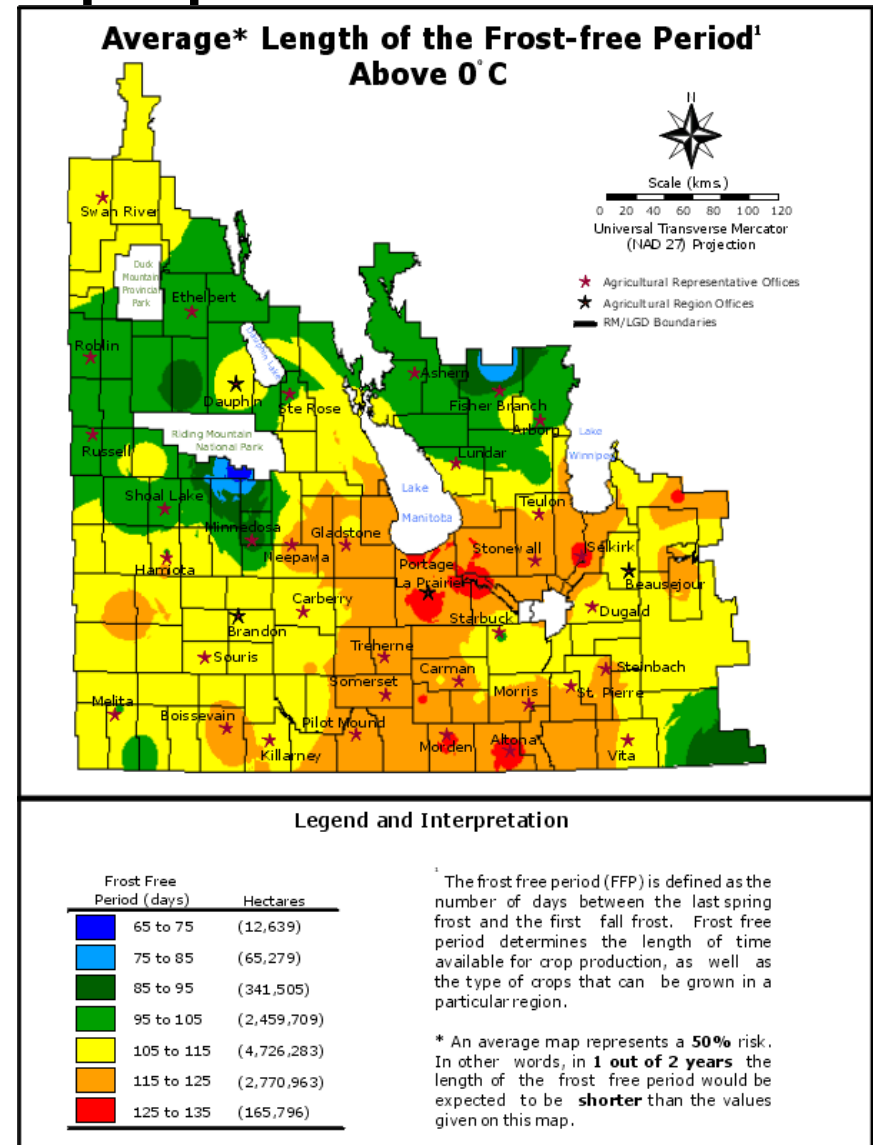 Average* Length of the Frost-free Period¹
Above 0°C
N
Scale (kms.)
0 20 40 60 80 100 120
Universal Transverse Mercator
(NAD 27) Projection
Agricultural Representative Offices
Agricultural Region Offices
RM/LGD Boundaries
Swan River
Duck
Mountain
Provincial
Park
Ethelbert
Dauphin Lake
Roblin
Dauphin
Ste Rose
Ashern
Fisher Branch
Arborg
Riding Mountain
National Park
Russell
Lake
Winnipeg
Lundar
Shoal Lake
Lake
Manitoba
Teulon
Minnedosa
Neepawa
Gladstone
Stonewall
Selkirk
Hamiota
Portage
La Prairie
Beausejour
Carberry
Brandon
Starbuck
Dugald
Souris
Treherne
Carman
Steinbach
Somerset
Morris
St. Pierre
Melita
Boissevain
Pilot Mound
Killarney
Morden
Altona
Vita
Legend and Interpretation
Frost Free
Period (days) Hectares
65 to 75 (12,639)
75 to 85 (65,279)
85 to 95 (341,505)
95 to 105 (2,459,709)
105 to 115 (4,726,283)
115 to 125 (2,770,963)
125 to 135 (165,796)
¹ The frost free period (FFP) is defined as the
number of days between the last spring
frost and the first fall frost. Frost free
period determines the length of time
available for crop production, as well as
the type of crops that can be grown in a
particular region.
* An average map represents a 50% risk.
In other words, in 1 out of 2 years the
length of the frost free period would be
expected to be shorter than the values
given on this map.